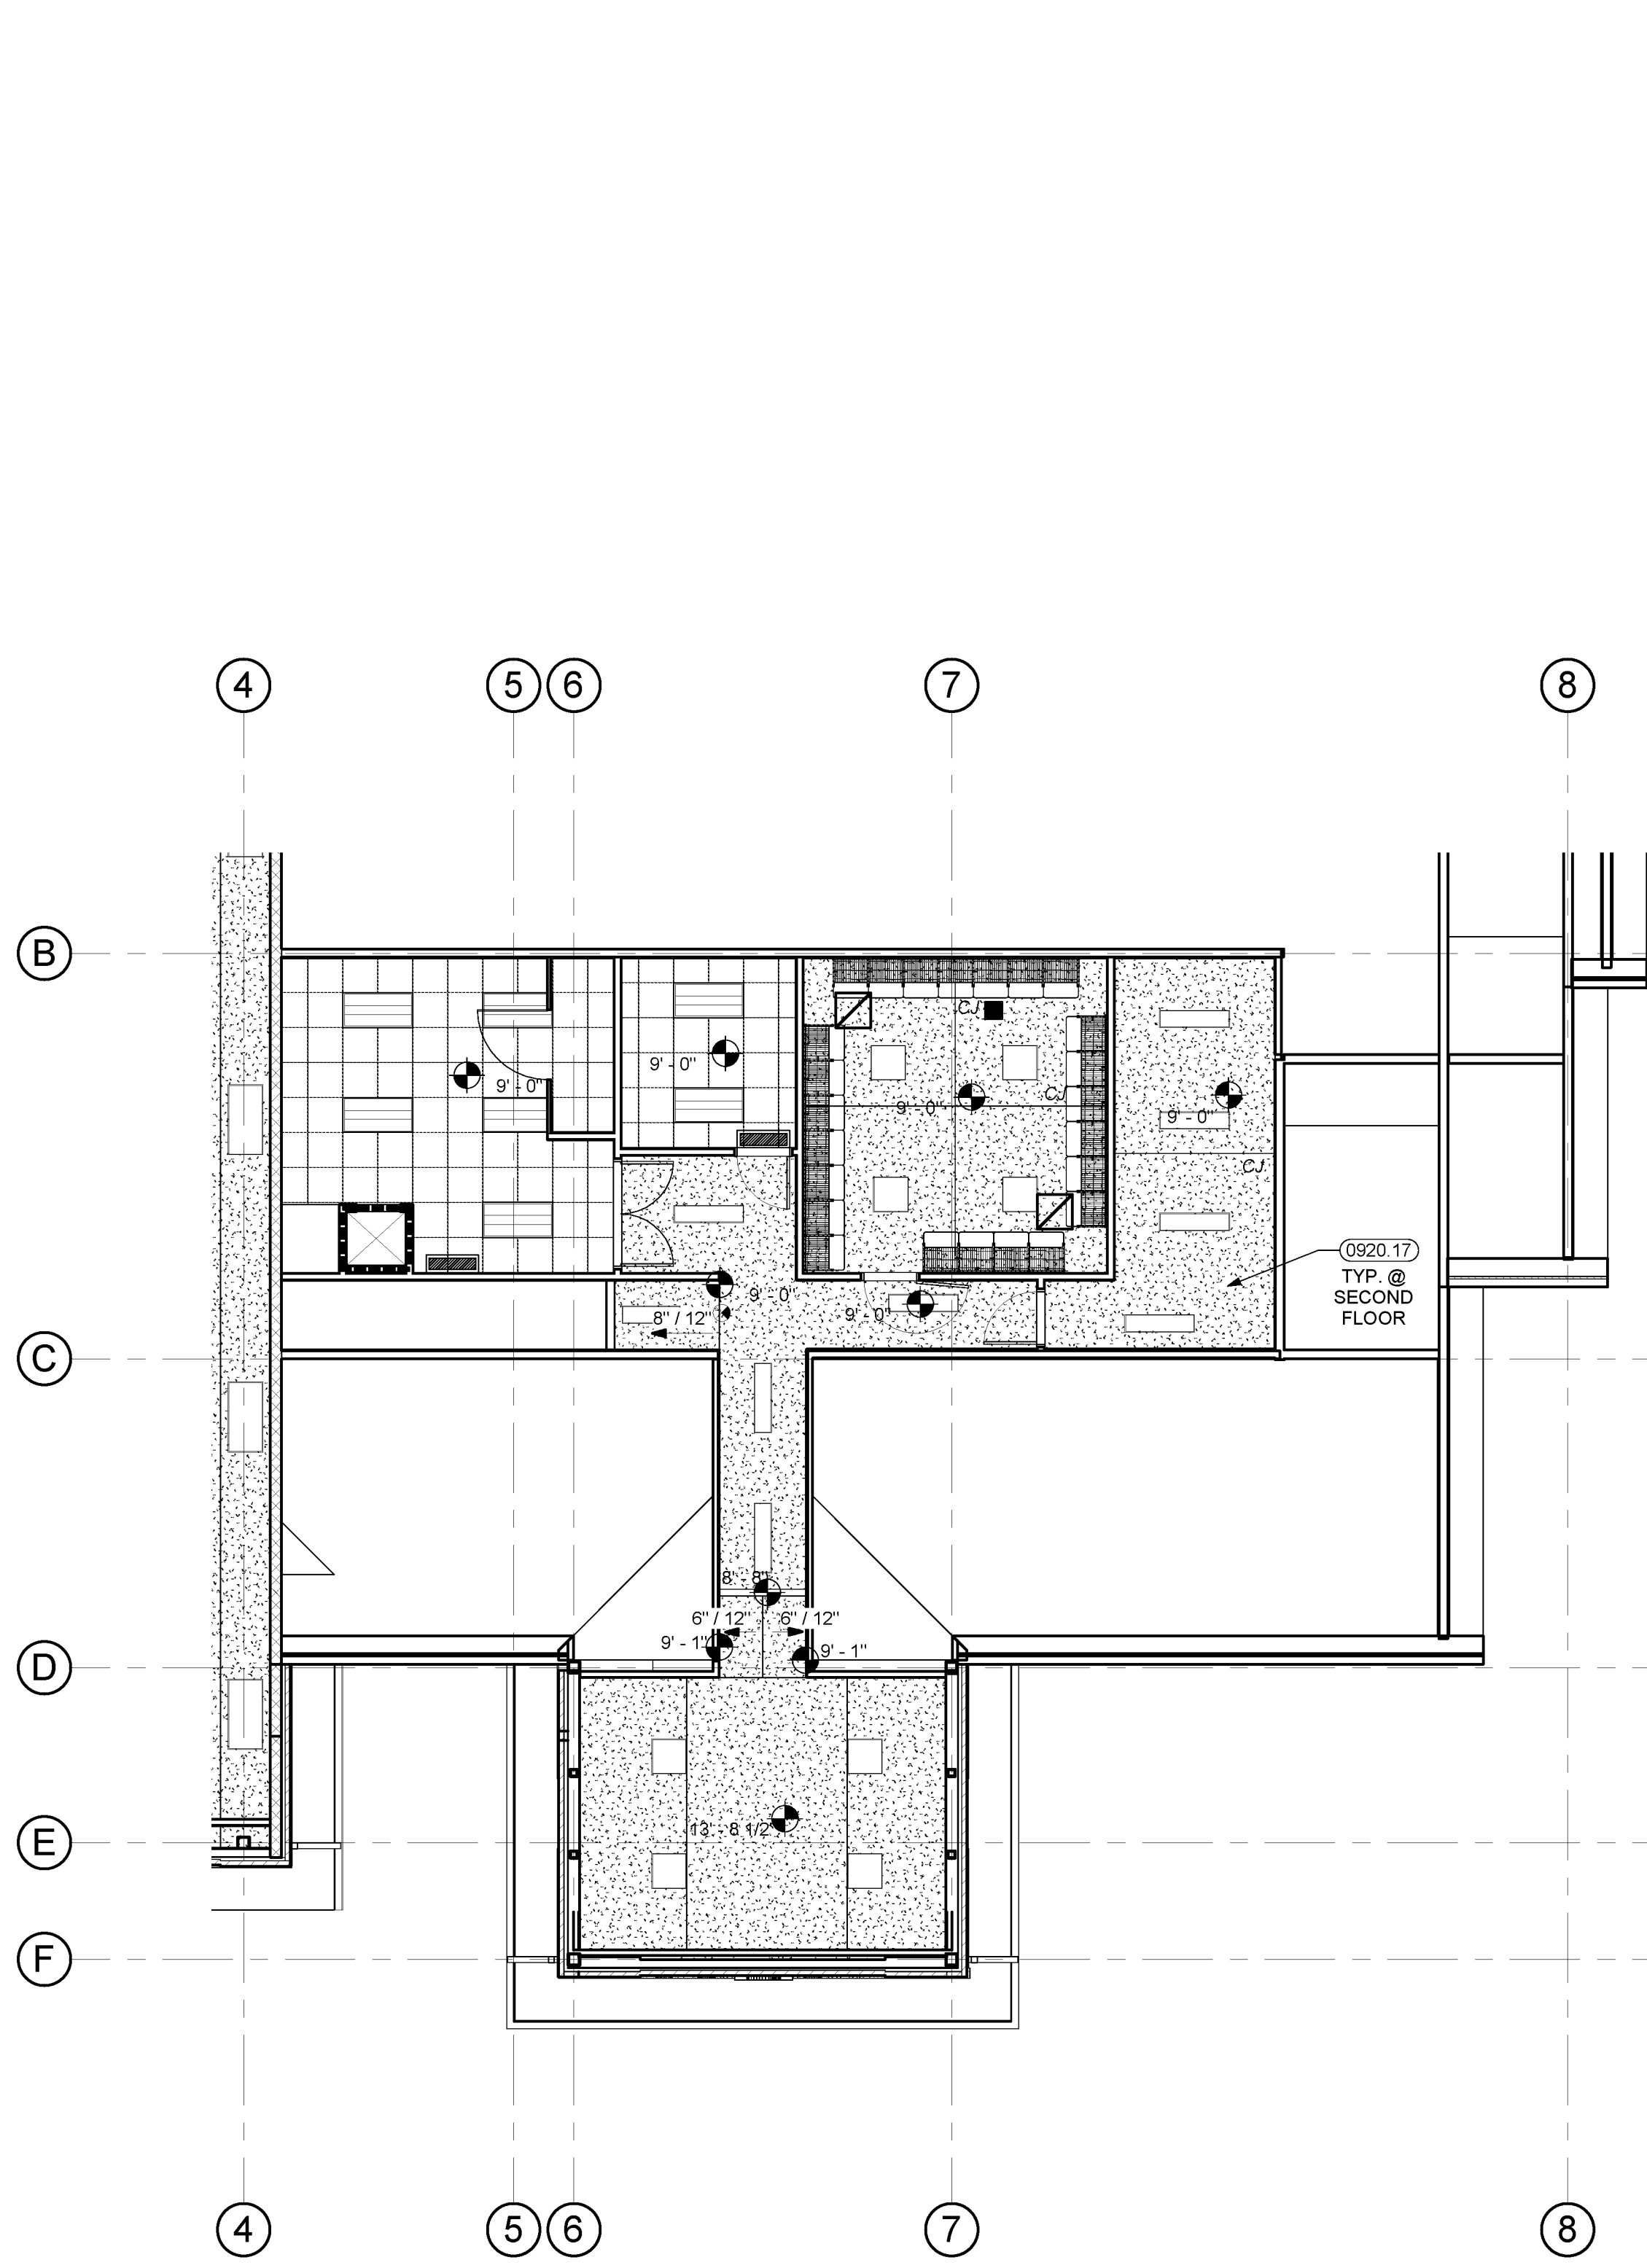 4
5
6
7
8
B
CJ
9' - 0"
9' - 0"
CJ
9' - 0"
9' - 0"
CJ
0920.17
TYP. @
SECOND
FLOOR
9' - 0"
9' - 0"
8" / 12"
C
8' - 8"
6" / 12"
6" / 12"
9' - 1"
9' - 1"
D
13' - 8 1/2"
E
F
4
5
6
7
8